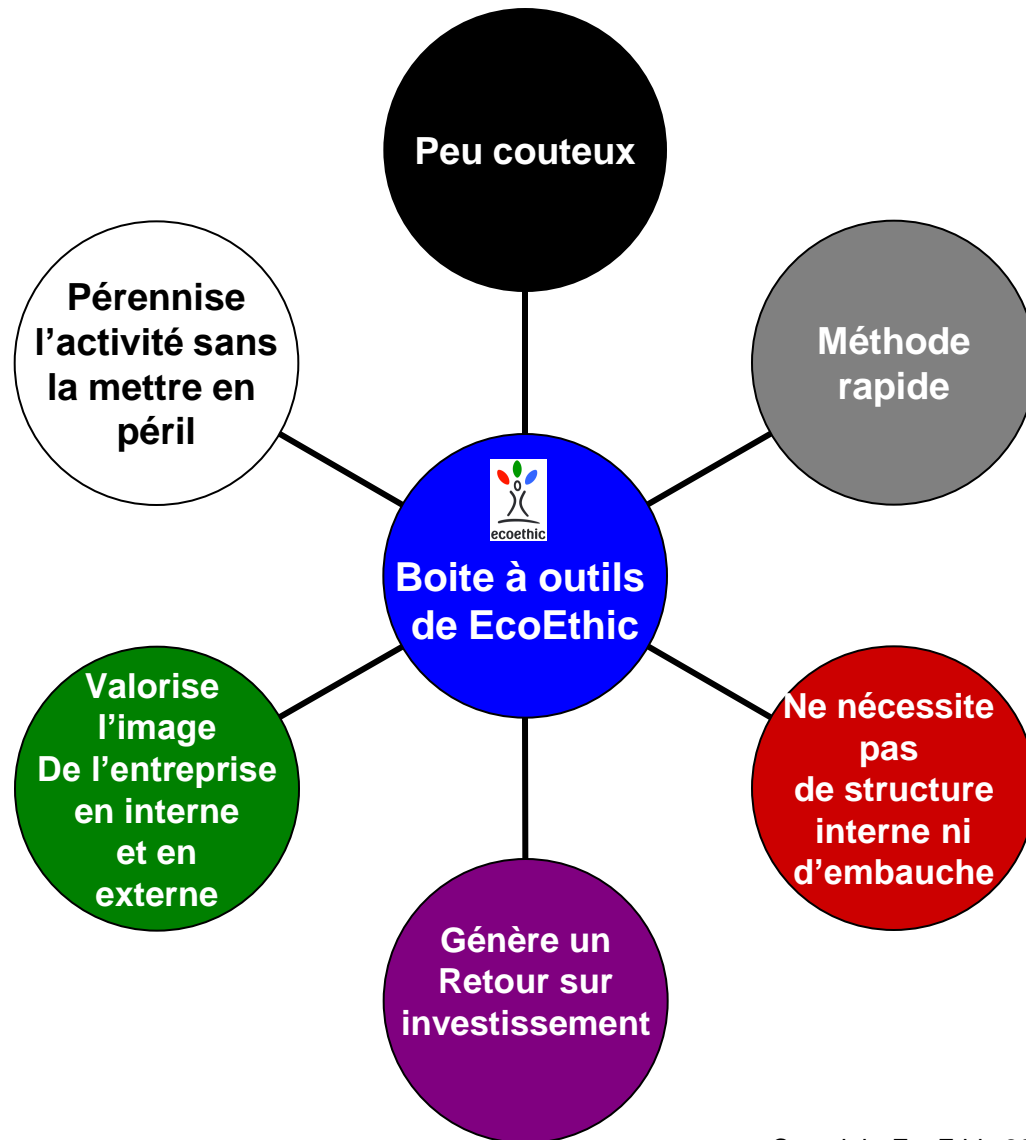 Peu couteux
Pérennise
l’activité sans
la mettre en
péril
Méthode
rapide
ecoethic
Boite à outils
de EcoEthic
Valorise
l’image
De l’entreprise
en interne
et en
externe
Ne nécessite
pas
de structure
interne ni
d’embauche
Génère un
Retour sur
investissement